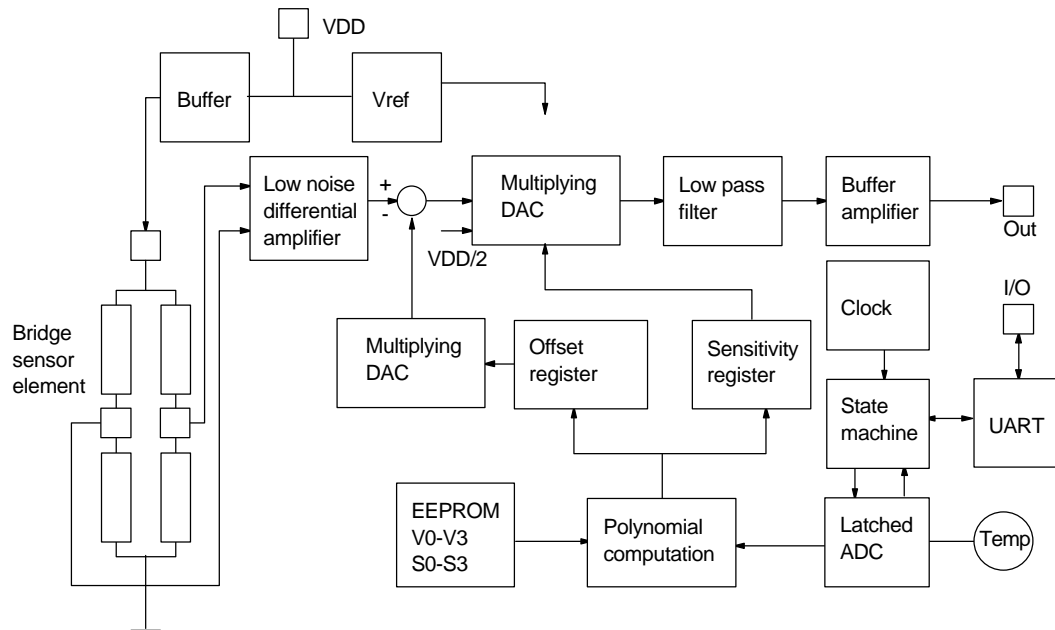 VDD
Buffer
Vref
Low noise
differential
amplifier
+
-
Multiplying
DAC
Low pass
filter
Buffer
amplifier
Out
VDD/2
I/O
Clock
Bridge
sensor
element
Multiplying
DAC
Offset
register
Sensitivity
register
State
machine
UART
EEPROM
V0-V3
S0-S3
Polynomial
computation
Latched
ADC
Temp